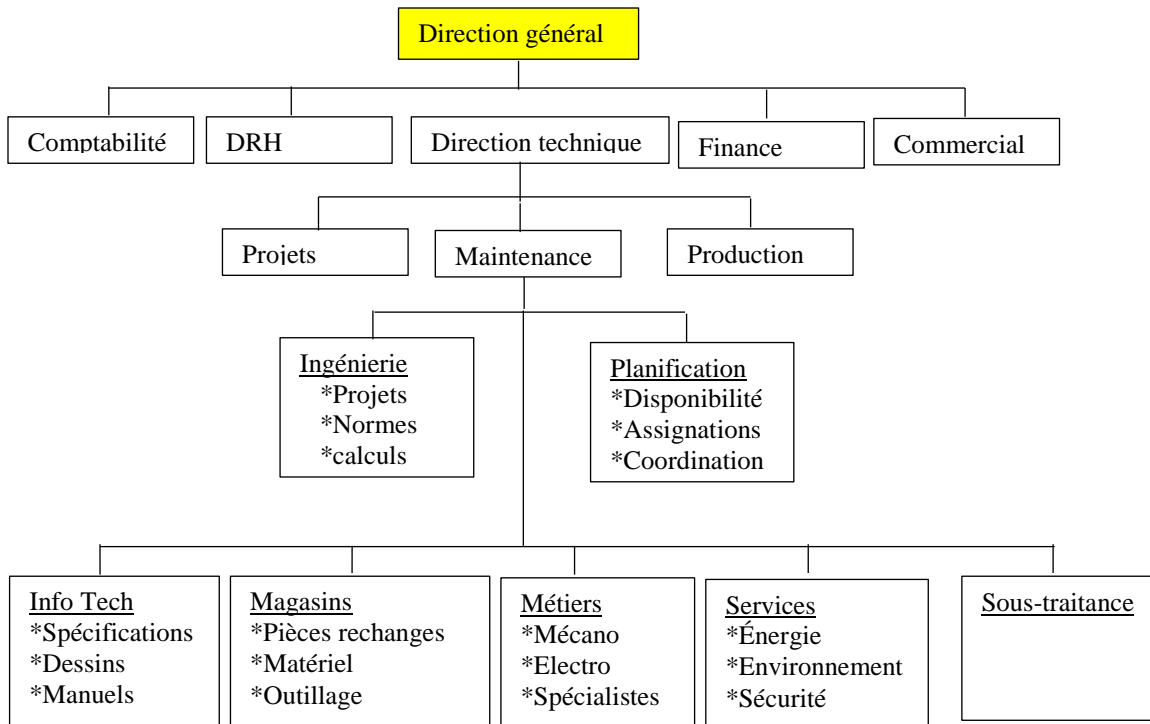 Direction général
Comptabilité
DRH
Direction technique
Finance
Commercial
Projets
Maintenance
Production
Ingénierie
*Projets
*Normes
*calculs
Planification
*Disponibilité
*Assignations
*Coordination
Info Tech
*Spécifications
*Dessins
*Manuels
Magasins
*Pièces rechanges
*Matériel
*Outillage
Métiers
*Mécano
*Electro
*Spécialistes
Services
*Énergie
*Environnement
*Sécurité
Sous-traitance